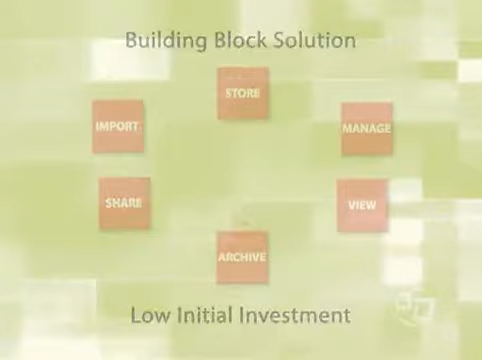 Building Block Solution
STORE
IMPORT
MANAGE
SHARE
VIEW
ARCHIVE
Low Initial Investment